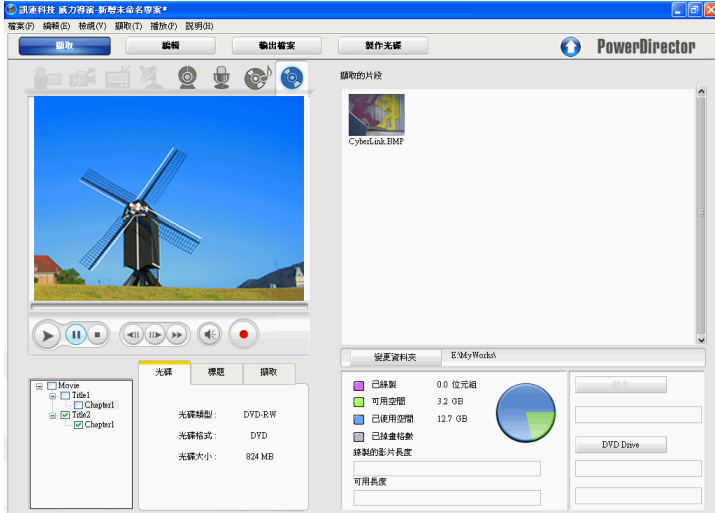 訊連科技 威力導演-新增未命名專案*
檔案(F) 編輯(E) 檢視(V) 擷取(T) 播放(P) 說明(H)
擷取 編輯 輸出檔案 製作光碟 PowerDirector
擷取的片段
CyberLink.BMP
變更資料夾 E:\MyWorks\
光碟 標題 擷取
Movie
Title1
Chapter1
Title2
Chapter1
光碟類型: DVD-RW
光碟格式: DVD
光碟大小: 824 MB
已錄製 0.0 位元組
可用空間 3.2 GB
已使用空間 12.7 GB
已掉畫格數
錄製的影片長度
可用長度
DVD Drive